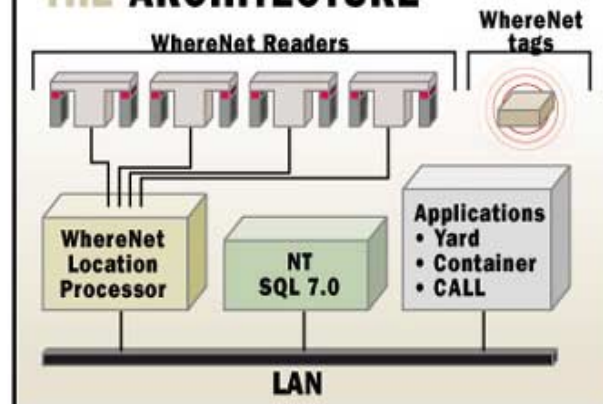 THE ARCHITECTURE
WhereNet Readers
WhereNet
tags
WhereNet
Location
Processor
NT
SQL 7.0
Applications
• Yard
• Container
• CALL
LAN